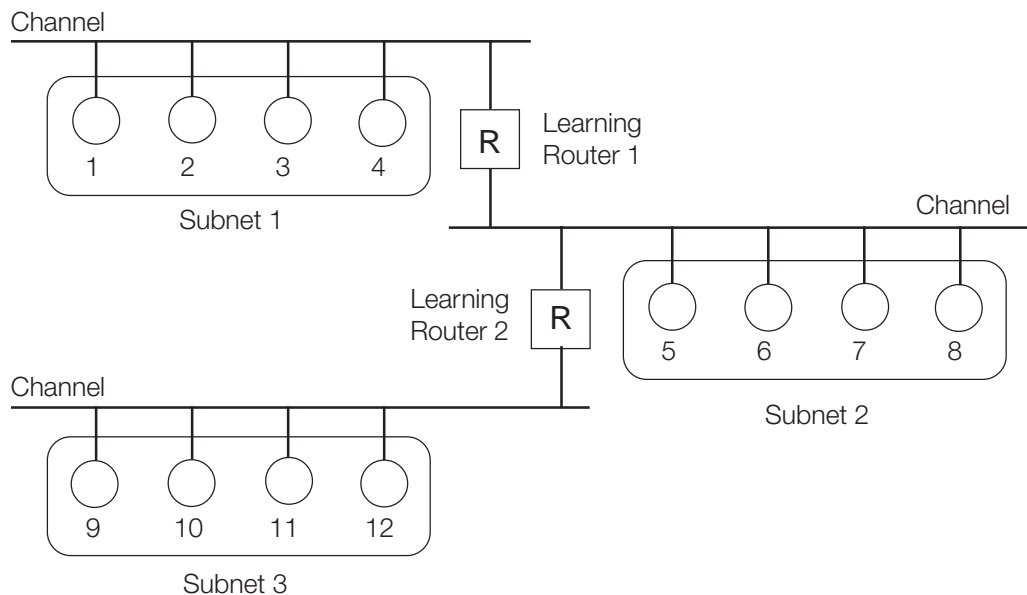 Channel
R
Learning
Router 1
1 2 3 4
Subnet 1
Channel
Learning
Router 2
R
5 6 7 8
Subnet 2
Channel
9 10 11 12
Subnet 3